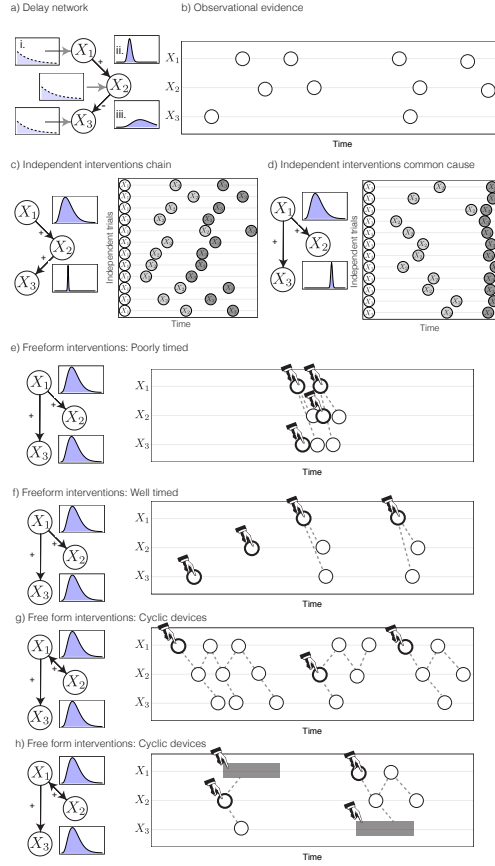 a) Delay network
b) Observational evidence
i.
X1
+
ii.
X2
-
X3
iii.
X1
X2
X3
Time
c) Independent interventions chain
d) Independent interventions common cause
X1
+
X2
+
X3
Independent trials
Time
X1
+
X2
+
X3
Independent trials
Time
e) Freeform interventions: Poorly timed
X1
+
X2
+
X3
X1
X2
X3
Time
f) Freeform interventions: Well timed
X1
+
X2
+
X3
X1
X2
X3
Time
g) Free form interventions: Cyclic devices
X1
+
X2
+
X3
X1
X2
X3
Time
h) Free form interventions: Cyclic devices
X1
+
X2
+
X3
X1
X2
X3
Time